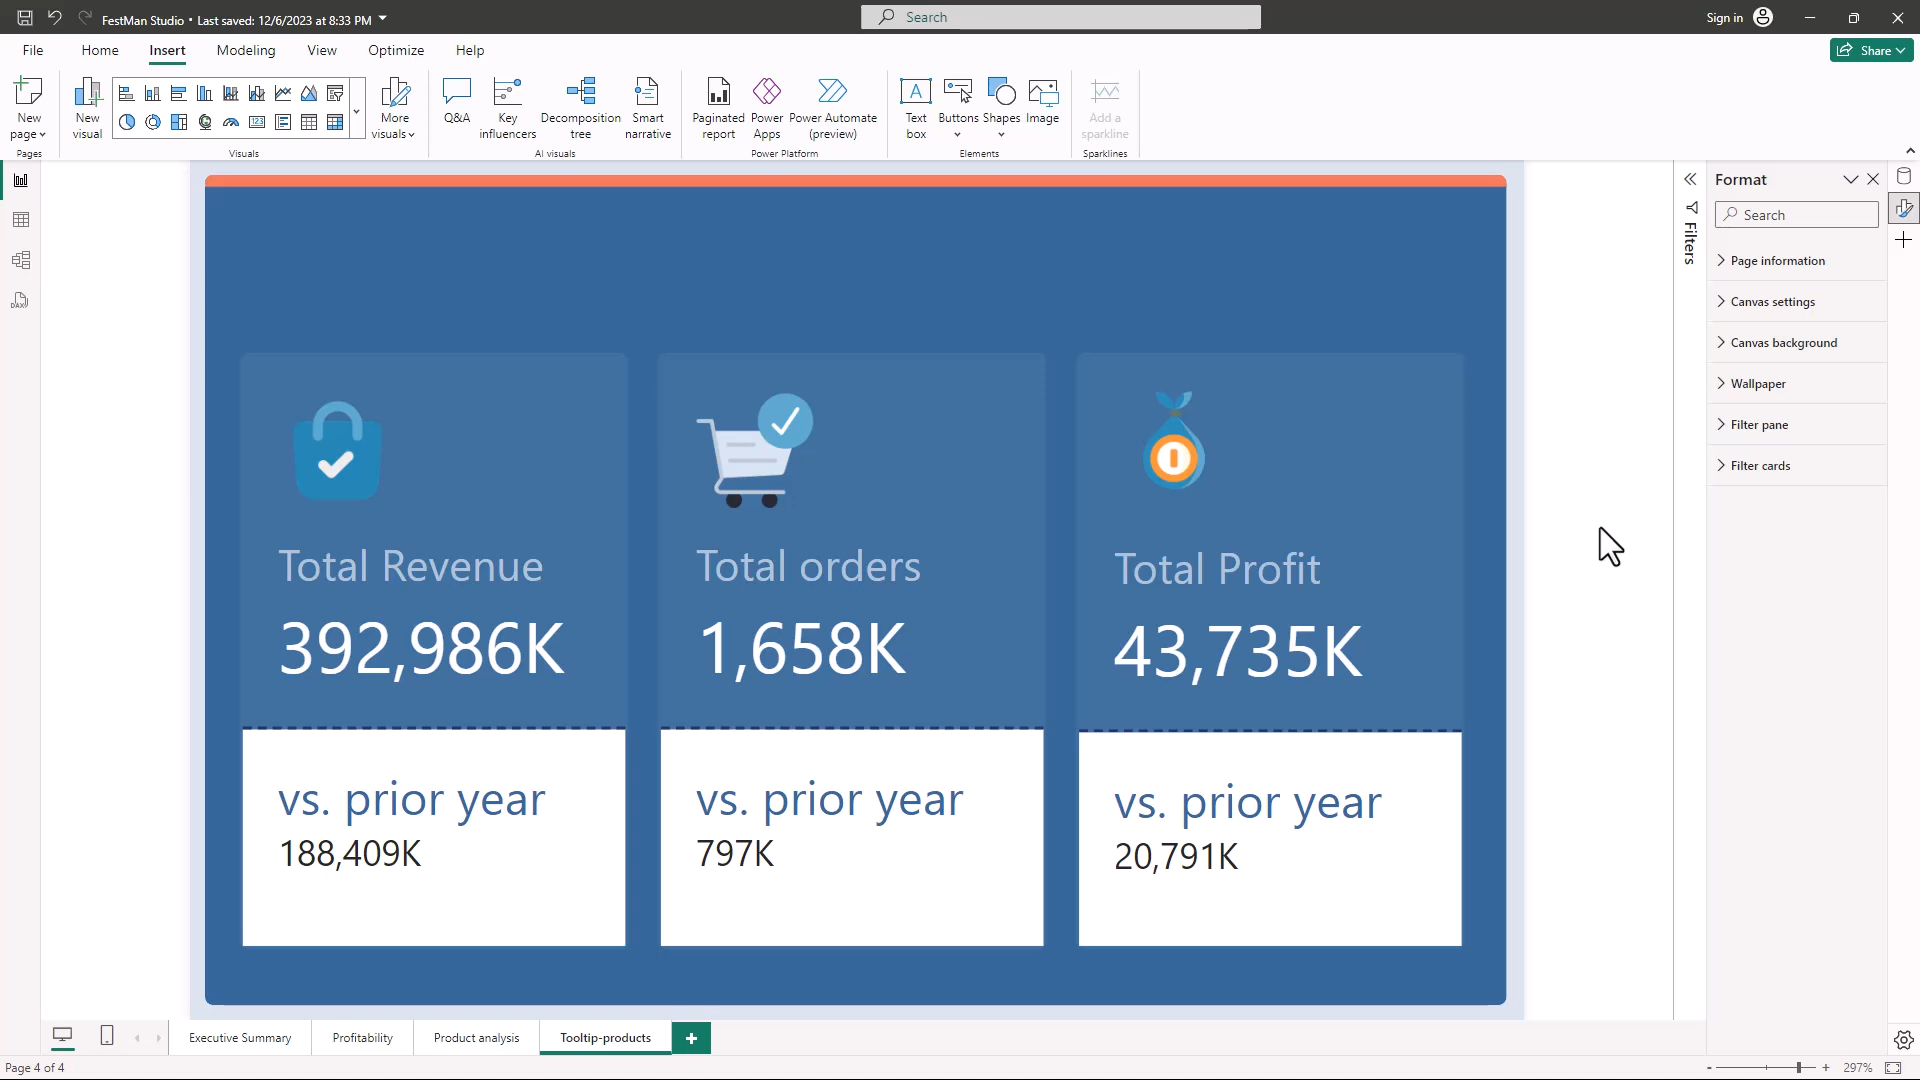 FestMan Studio • Last saved: 12/6/2023 at 8:33 PM
Search
Sign in
File
Home
Insert
Modeling
View
Optimize
Help
Share
New page
Pages
New visual
More visuals
Visuals
Q&A
Key influencers
Decomposition tree
Smart narrative
AI visuals
Paginated report
Power Apps
Power Automate (preview)
Power Platform
Text box
Buttons
Shapes
Image
Elements
Add a sparkline
Sparklines
Total Revenue
392,986K
vs. prior year
188,409K
Total orders
1,658K
vs. prior year
797K
Total Profit
43,735K
vs. prior year
20,791K
Filters
Format
Search
Page information
Canvas settings
Canvas background
Wallpaper
Filter pane
Filter cards
DAX
Executive Summary
Profitability
Product analysis
Tooltip-products
Page 4 of 4
297%